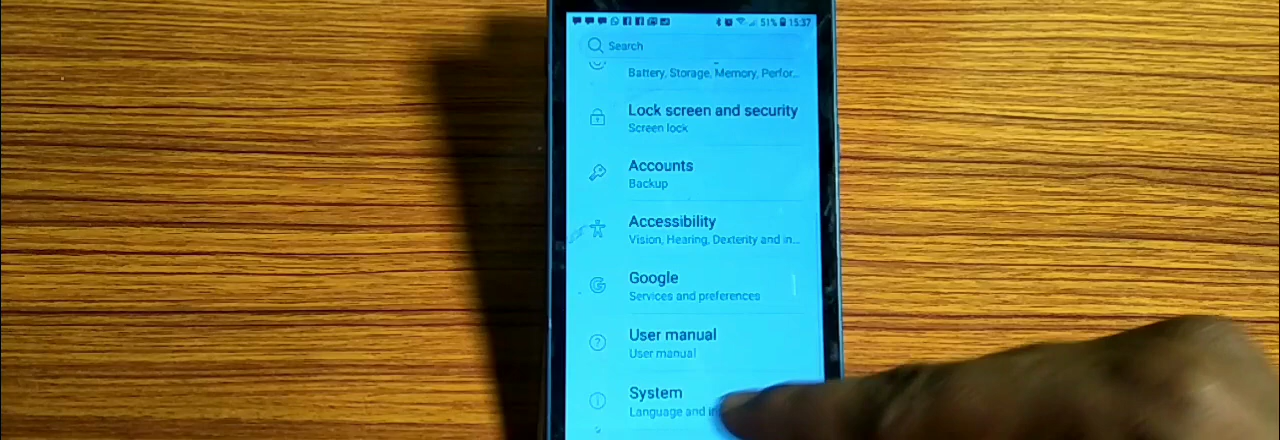 51% 15:37
Search
Battery, Storage, Memory, Perfor...
Lock screen and security
Screen lock
Accounts
Backup
Accessibility
Vision, Hearing, Dexterity and in...
Google
Services and preferences
User manual
User manual
System
Language and